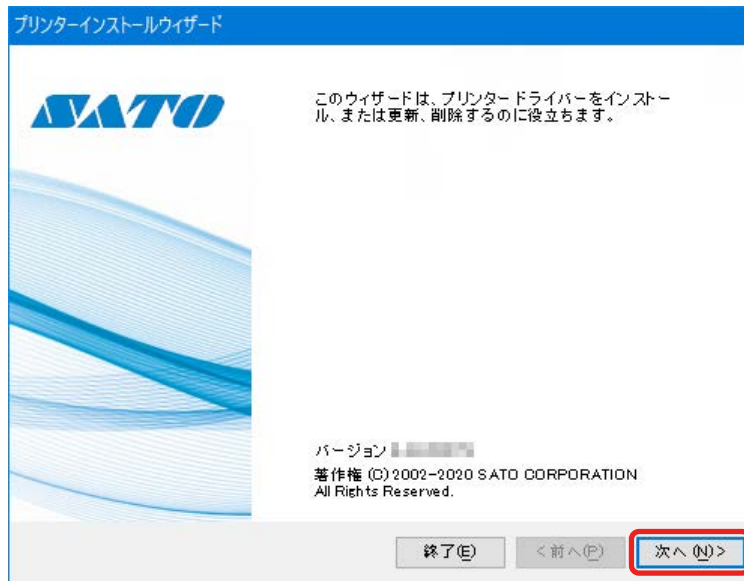 プリンターインストールウィザード
SATO
このウィザードは、プリンター ドライバーをインストー
ル、または更新、削除するのに役立ちます。
バージョン
著作権 (C) 2002-2020 SATO CORPORATION
All Rights Reserved.
終了(E)
<前へ(P)
次へ (N)>